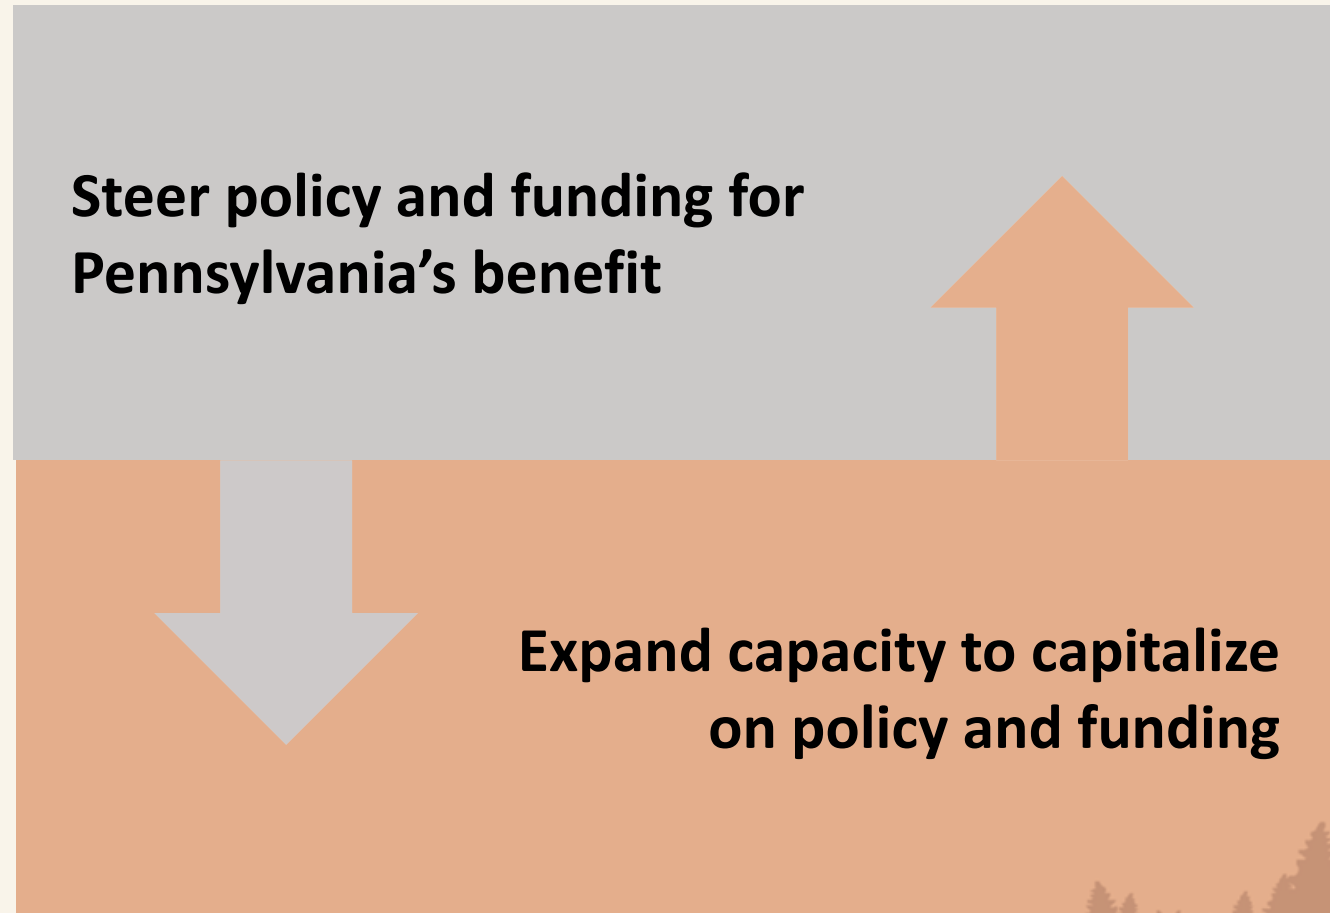 Steer policy and funding for
Pennsylvania’s benefit
Expand capacity to capitalize
on policy and funding